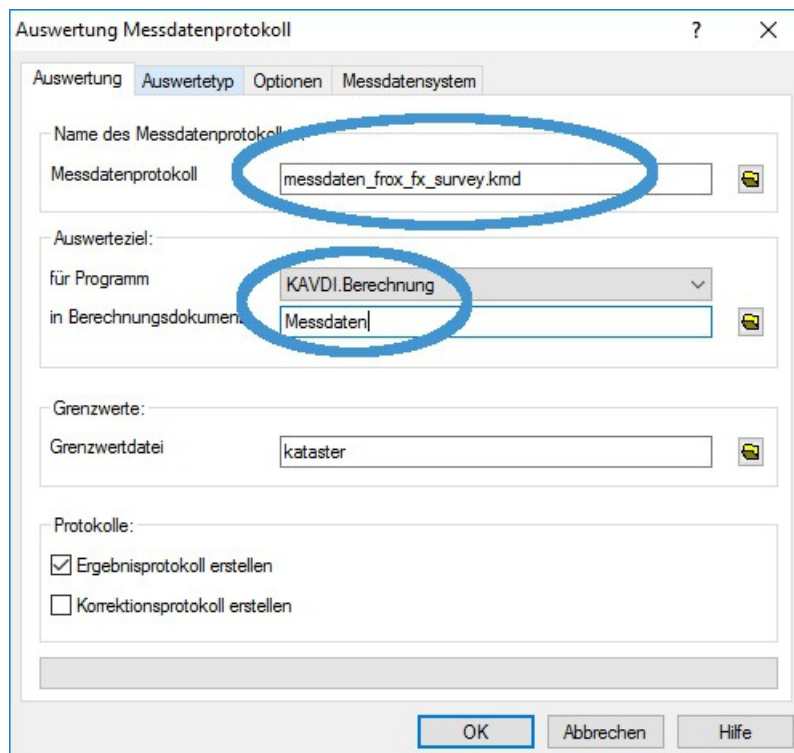 Auswertung Messdatenprotokoll
Auswertung Auswertetyp Optionen Messdatensystem
Name des Messdatenprotokoll
Messdatenprotokoll messdaten_frox_fx_survey.kmd
Auswerteziel:
für Programm KAVDI.Berechnung
in Berechnungsdokument Messdaten
Grenzwerte:
Grenzwertdatei kataster
Protokolle:
Ergebnisprotokoll erstellen
Korrektionsprotokoll erstellen
OK Abbrechen Hilfe